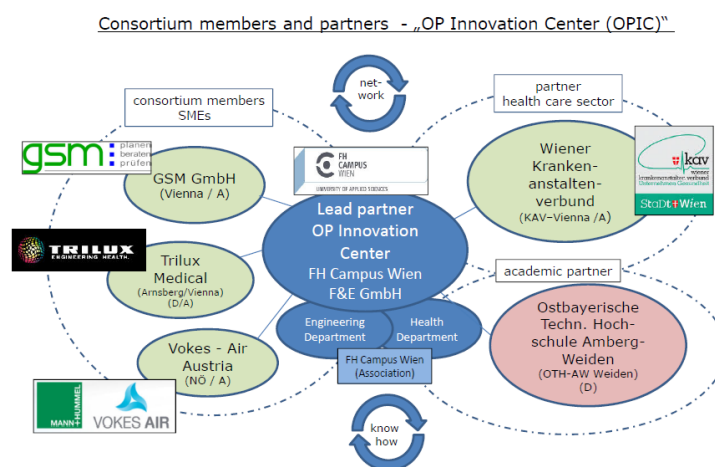 Consortium members and partners - „OP Innovation Center (OPIC)“
net-
work
consortium members
SMEs
partner
health care sector
gsm
planen
beraten
prüfen
GSM GmbH
(Vienna / A)
FH
CAMPUS
WIEN
UNIVERSITY OF APPLIED SCIENCES
Wiener
Kranken-
anstalten-
verbund
(KAV–Vienna /A)
kav
wiener
krankenanstalten verbund
Unternehmen Gesundheit
StaDt+Wien
TRILUX
ENGINEERING HEALTH.
Trilux
Medical
(Arnsberg/Vienna)
(D/A)
Lead partner
OP Innovation
Center
FH Campus Wien
F&E GmbH
academic partner
Engineering
Department
Health
Department
Ostbayerische
Techn. Hoch-
schule Amberg-
Weiden
(OTH-AW Weiden)
(D)
Vokes - Air
Austria
(NÖ / A)
FH Campus Wien
(Association)
MANN+
HUMMEL
VOKES AIR
know
how